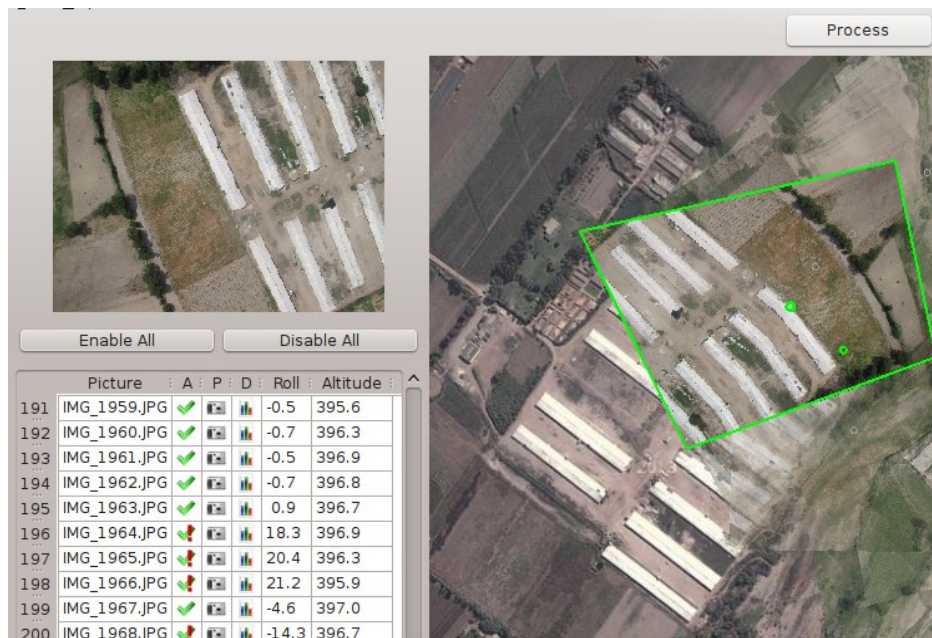 Process
Enable All
Disable All
Picture A P D Roll Altitude
191 IMG_1959.JPG -0.5 395.6
192 IMG_1960.JPG -0.7 396.3
193 IMG_1961.JPG -0.5 396.9
194 IMG_1962.JPG -0.7 396.8
195 IMG_1963.JPG 0.9 396.7
196 IMG_1964.JPG 18.3 396.9
197 IMG_1965.JPG 20.4 396.3
198 IMG_1966.JPG 21.2 395.9
199 IMG_1967.JPG -4.6 397.0
200 IMG_1968.JPG -14.3 396.7